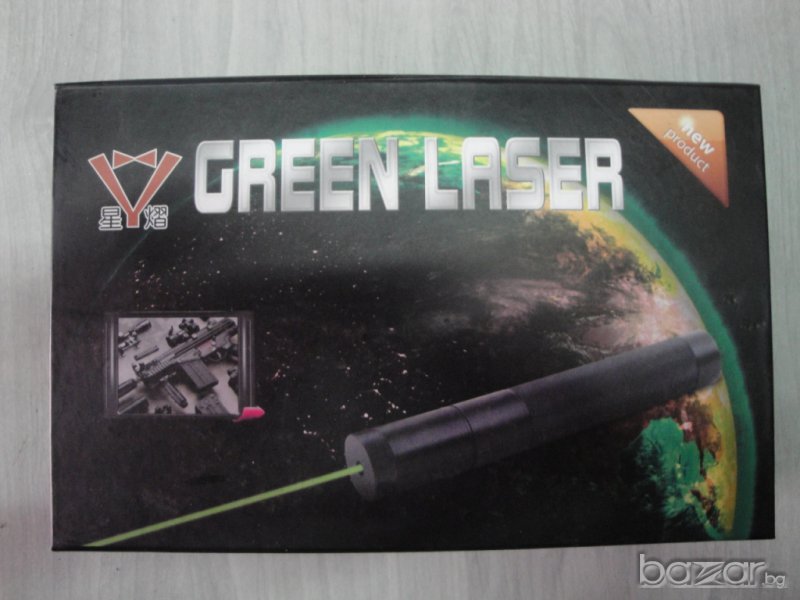 GREEN LASER
new
product
星熠
bazar.bg